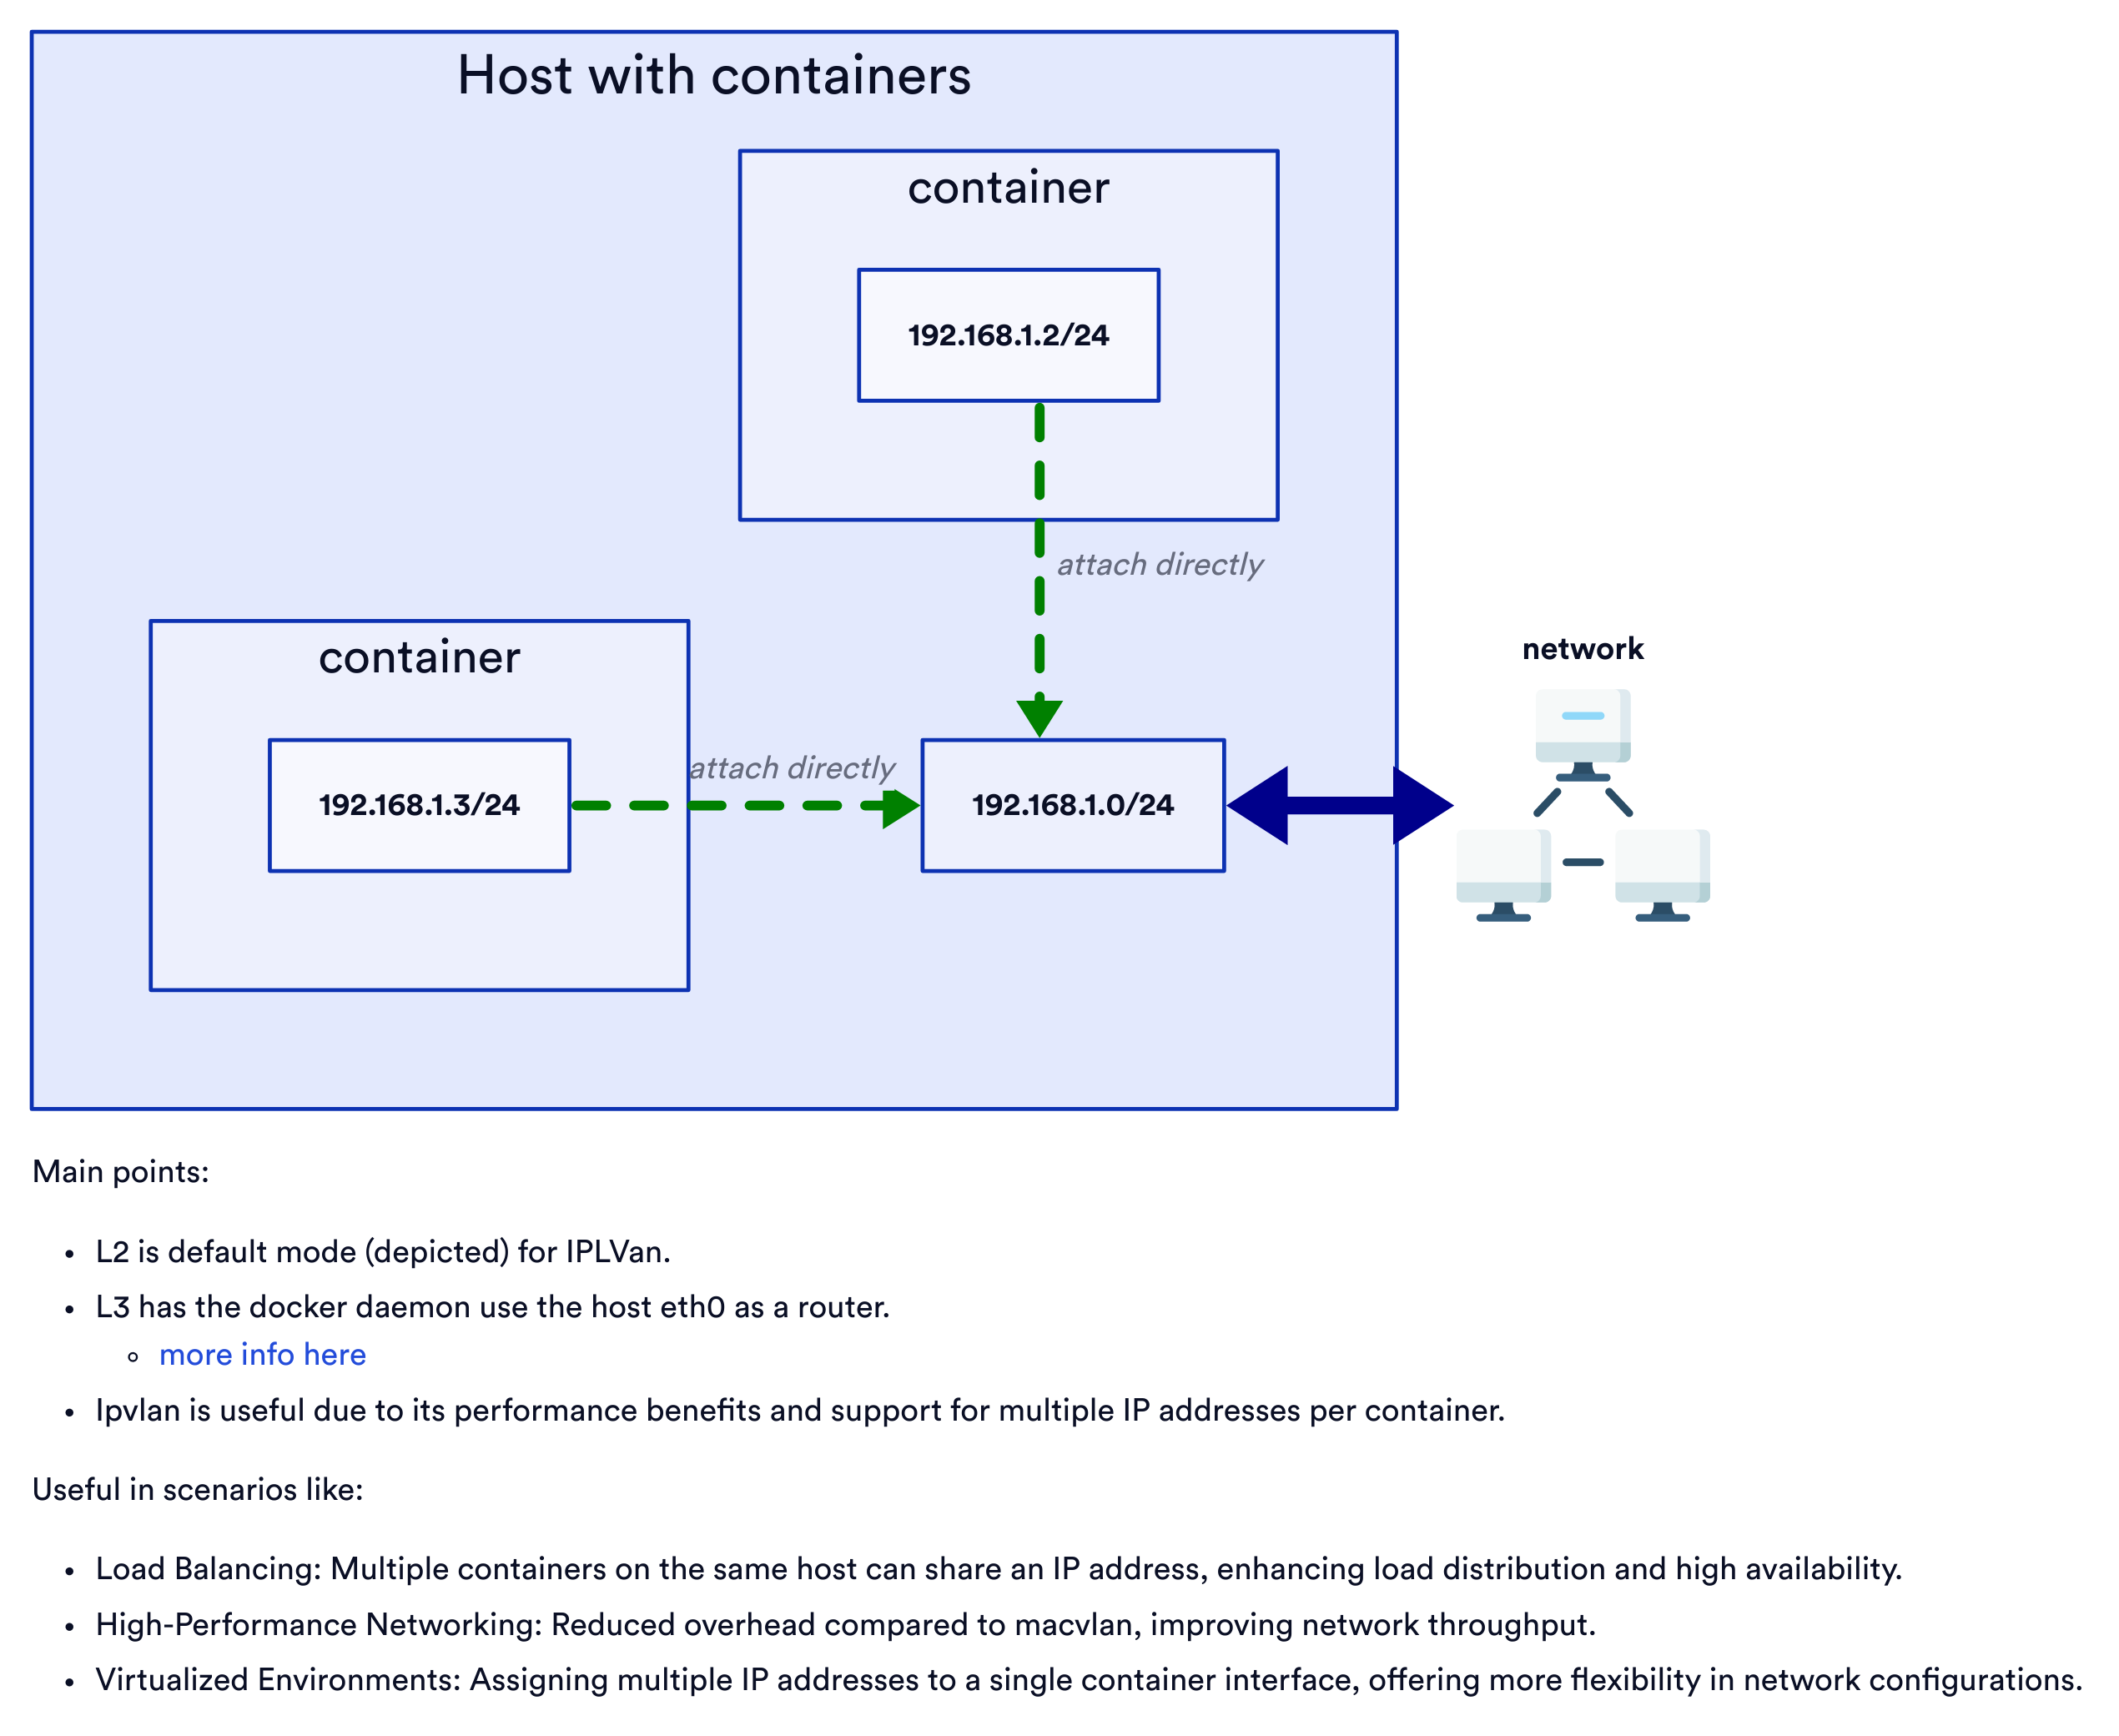 Host with containers
container
192.168.1.2/24
attach directly
network
container
attach directly
192.168.1.3/24
192.168.1.0/24
Main points:
L2 is default mode (depicted) for IPLVan.
L3 has the docker daemon use the host eth0 as a router.
more info here
Ipvlan is useful due to its performance benefits and support for multiple IP addresses per container.
Useful in scenarios like:
Load Balancing: Multiple containers on the same host can share an IP address, enhancing load distribution and high availability.
High-Performance Networking: Reduced overhead compared to macvlan, improving network throughput.
Virtualized Environments: Assigning multiple IP addresses to a single container interface, offering more flexibility in network configurations.